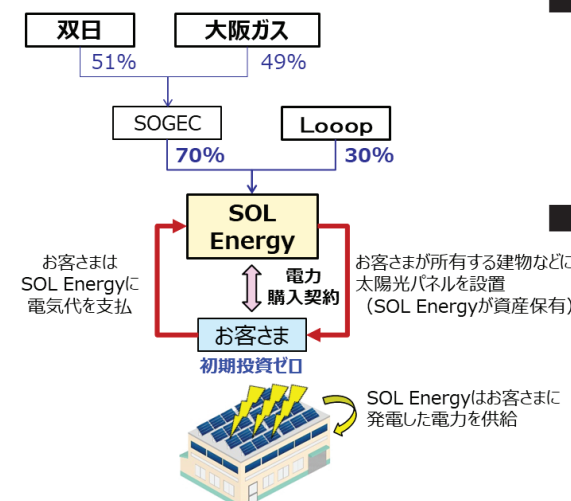 双日
大阪ガス
51%
49%
SOGEC
Looop
70%
30%
SOL
Energy
お客さまは
SOL Energyに
電気代を支払
電力
購入契約
お客さまが所有する建物などに
太陽光パネルを設置
（SOL Energyが資産保有）
お客さま
初期投資ゼロ
SOL Energyはお客さまに
発電した電力を供給